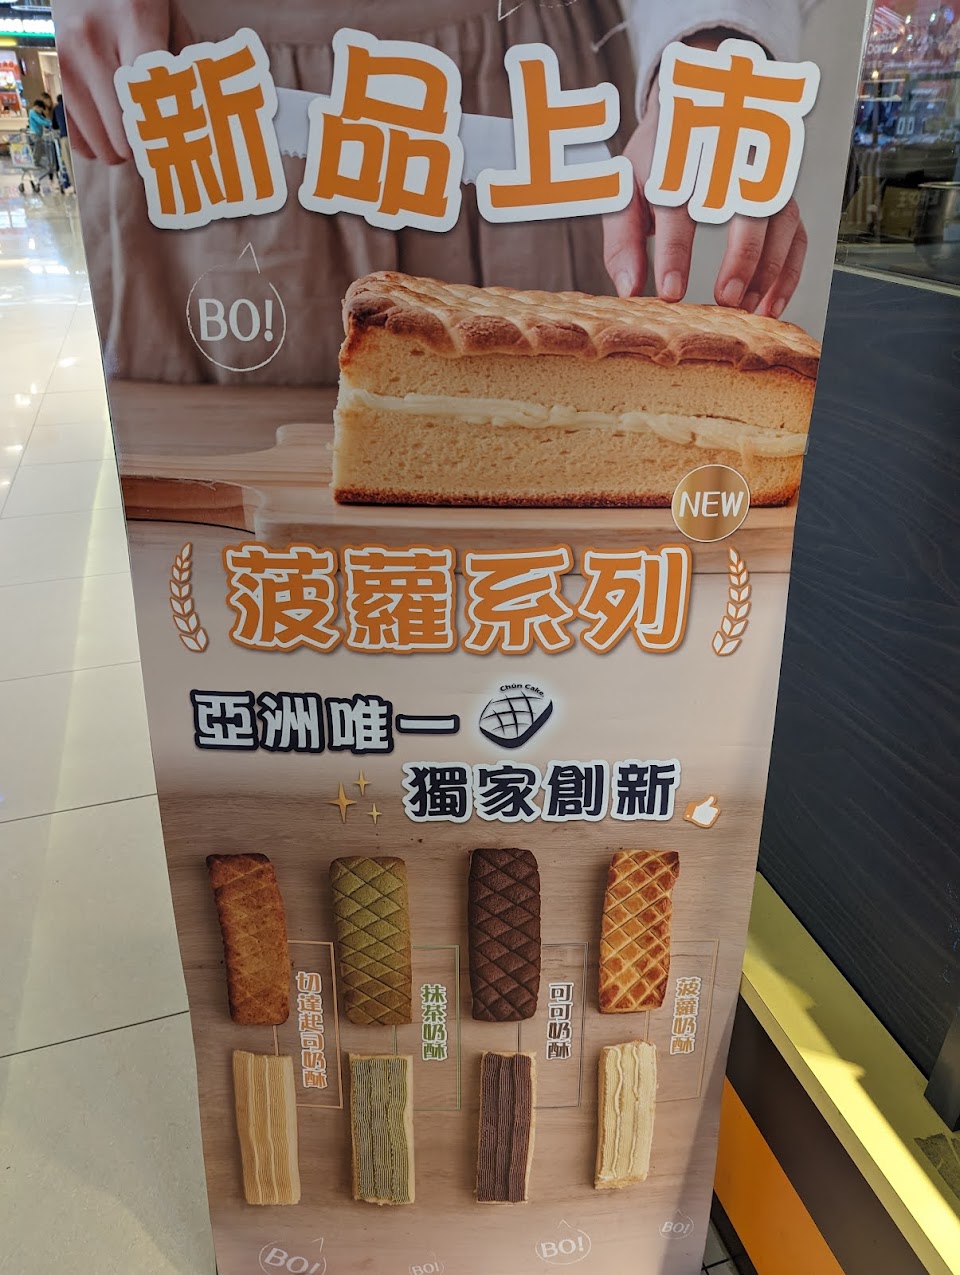 新品上市
BO!
NEW
菠蘿系列
亞洲唯一
Chün Cake
獨家創新
切達起司奶酥
抹茶奶酥
可可奶酥
菠蘿奶酥
BO!
BO!
BO!
BO!